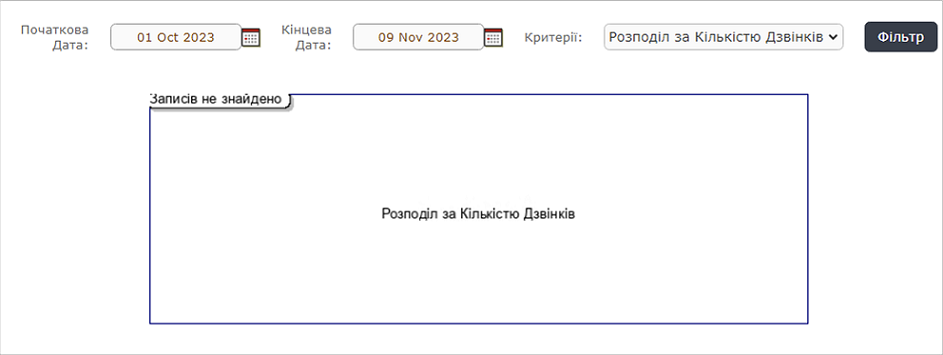 Початкова Дата:
01 Oct 2023
Кінцева Дата:
09 Nov 2023
Критерії:
Розподіл за Кількістю Дзвінків
Фільтр
Записів не знайдено
Розподіл за Кількістю Дзвінків